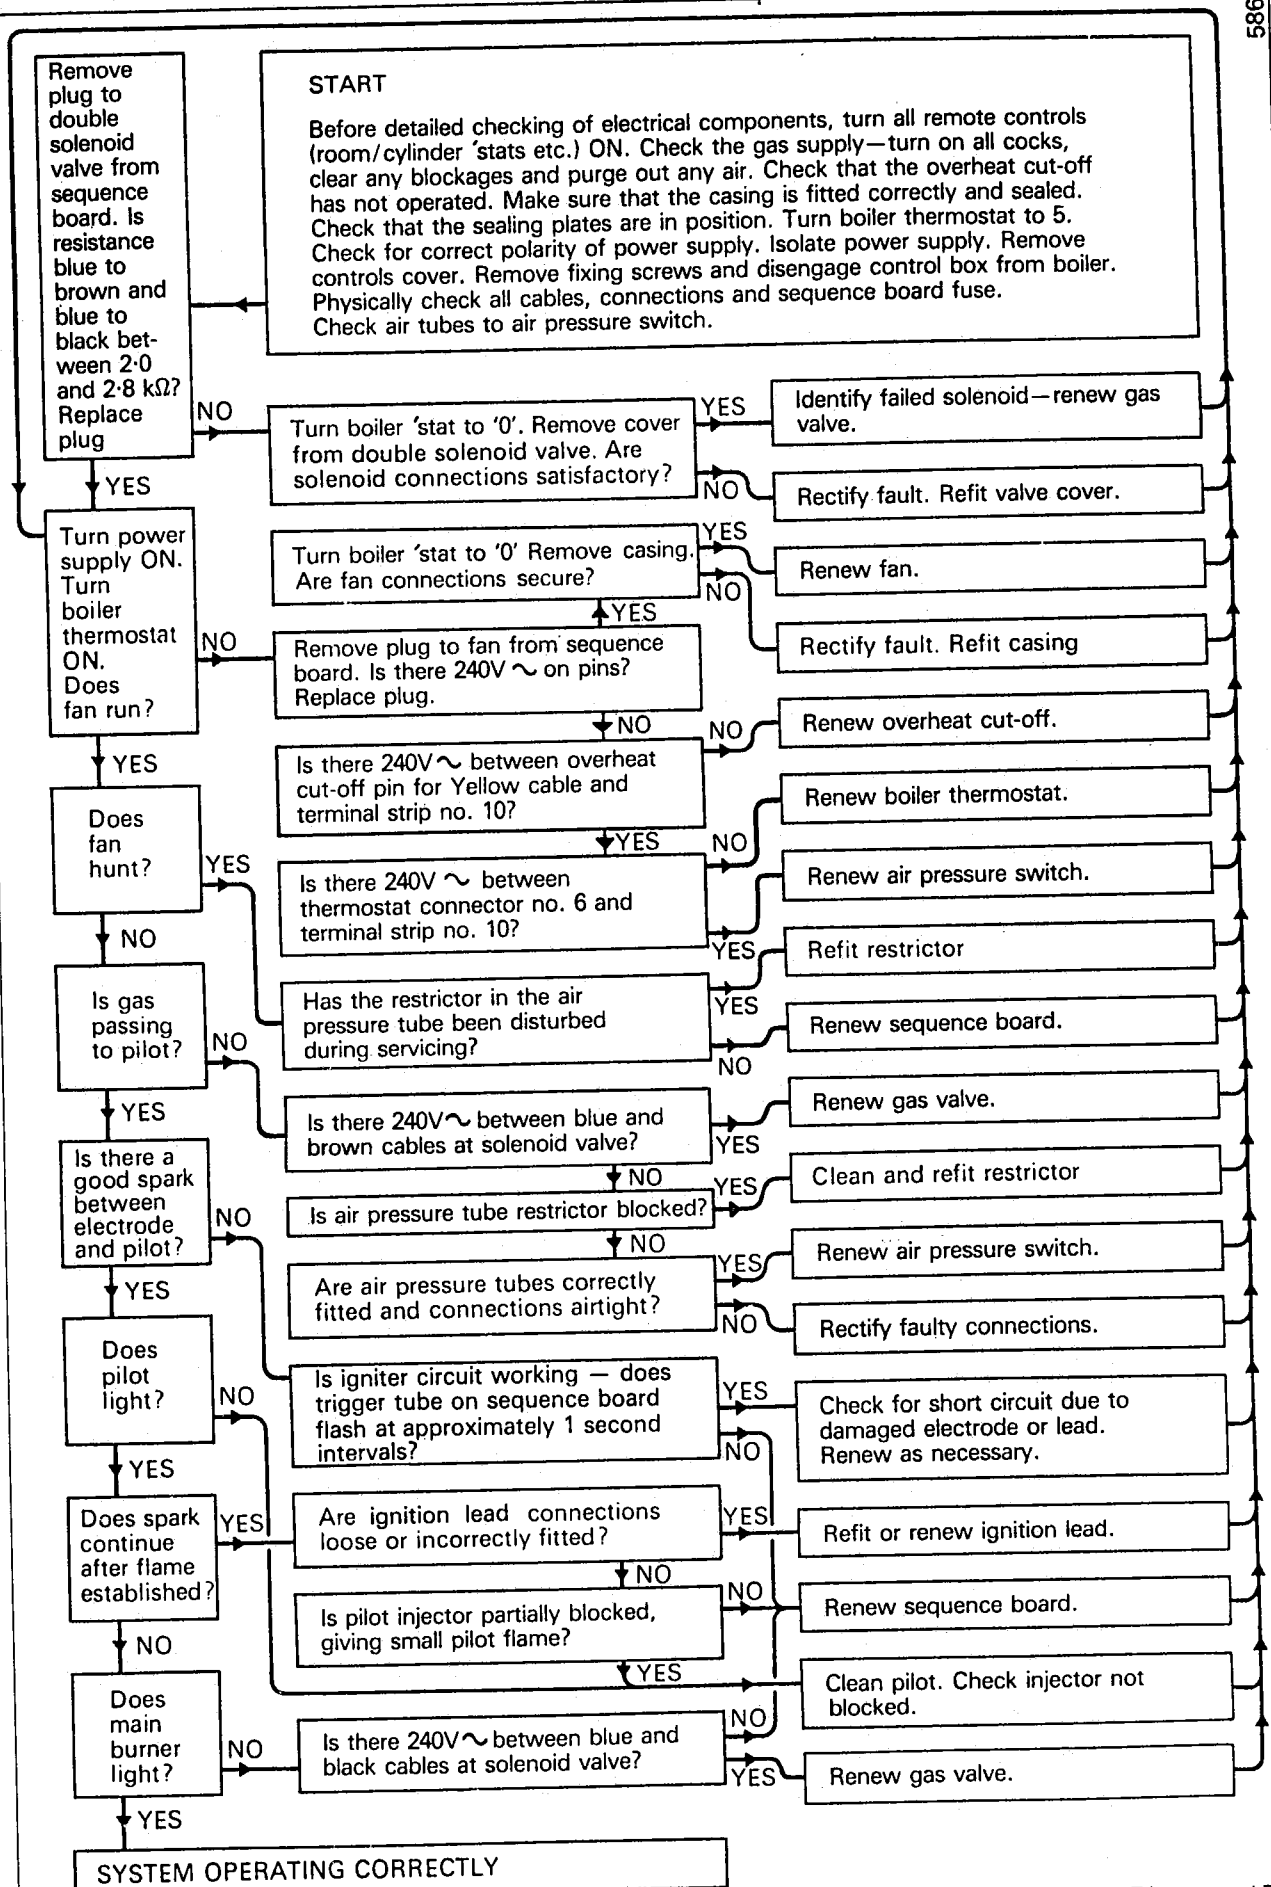 586
Remove
plug to
double
solenoid
valve from
sequence
board. Is
resistance
blue to
brown and
blue to
black bet-
ween 2·0
and 2·8 kΩ?
Replace
plug
START
Before detailed checking of electrical components, turn all remote controls
(room/cylinder 'stats etc.) ON. Check the gas supply—turn on all cocks,
clear any blockages and purge out any air. Check that the overheat cut-off
has not operated. Make sure that the casing is fitted correctly and sealed.
Check that the sealing plates are in position. Turn boiler thermostat to 5.
Check for correct polarity of power supply. Isolate power supply. Remove
controls cover. Remove fixing screws and disengage control box from boiler.
Physically check all cables, connections and sequence board fuse.
Check air tubes to air pressure switch.
NO
Turn boiler 'stat to '0'. Remove cover
from double solenoid valve. Are
solenoid connections satisfactory?
YES
Identify failed solenoid—renew gas
valve.
NO
Rectify fault. Refit valve cover.
YES
Turn power
supply ON.
Turn
boiler
thermostat
ON.
Does
fan run?
Turn boiler 'stat to '0' Remove casing.
Are fan connections secure?
YES
Renew fan.
NO
Rectify fault. Refit casing
YES
NO
Remove plug to fan from sequence
board. Is there 240V ∿ on pins?
Replace plug.
NO
Is there 240V ∿ between overheat
cut-off pin for Yellow cable and
terminal strip no. 10?
NO
Renew overheat cut-off.
YES
Is there 240V ∿ between
thermostat connector no. 6 and
terminal strip no. 10?
NO
Renew boiler thermostat.
YES
Renew air pressure switch.
YES
Does
fan
hunt?
YES
Has the restrictor in the air
pressure tube been disturbed
during servicing?
YES
Refit restrictor
NO
Renew sequence board.
NO
Is gas
passing
to pilot?
NO
Is there 240V ∿ between blue and
brown cables at solenoid valve?
YES
Renew gas valve.
NO
Is air pressure tube restrictor blocked?
YES
Clean and refit restrictor
NO
Are air pressure tubes correctly
fitted and connections airtight?
YES
Renew air pressure switch.
NO
Rectify faulty connections.
YES
Is there a
good spark
between
electrode
and pilot?
NO
Is igniter circuit working — does
trigger tube on sequence board
flash at approximately 1 second
intervals?
YES
Check for short circuit due to
damaged electrode or lead.
Renew as necessary.
NO
YES
Does
pilot
light?
NO
YES
Does spark
continue
after flame
established?
YES
Are ignition lead connections
loose or incorrectly fitted?
YES
Refit or renew ignition lead.
NO
Is pilot injector partially blocked,
giving small pilot flame?
NO
Renew sequence board.
YES
Clean pilot. Check injector not
blocked.
NO
Does
main
burner
light?
NO
Is there 240V ∿ between blue and
black cables at solenoid valve?
NO
YES
Renew gas valve.
YES
SYSTEM OPERATING CORRECTLY